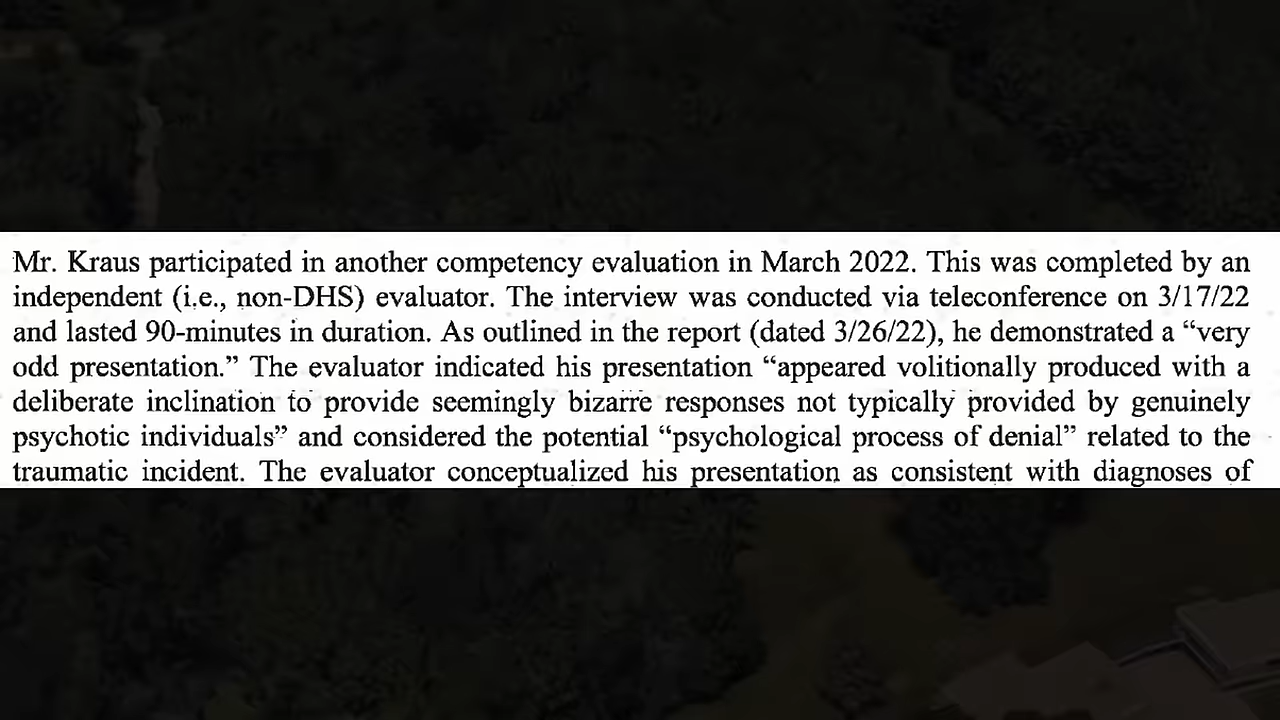 Mr. Kraus participated in another competency evaluation in March 2022. This was completed by an
independent (i.e., non-DHS) evaluator. The interview was conducted via teleconference on 3/17/22
and lasted 90-minutes in duration. As outlined in the report (dated 3/26/22), he demonstrated a “very
odd presentation.” The evaluator indicated his presentation “appeared volitionally produced with a
deliberate inclination to provide seemingly bizarre responses not typically provided by genuinely
psychotic individuals” and considered the potential “psychological process of denial” related to the
traumatic incident. The evaluator conceptualized his presentation as consistent with diagnoses of